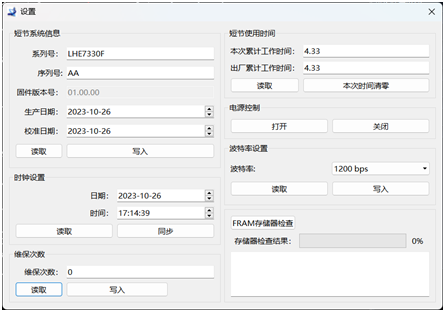 设置
短节系统信息
系列号： LHE7330F
序列号: AA
固件版本号： 01.00.00
生产日期： 2023-10-26
校准日期： 2023-10-26
读取 写入
时钟设置
日期： 2023-10-26
时间： 17:14:39
读取 同步
维保次数
维保次数： 0
读取 写入
短节使用时间
本次累计工作时间： 4.33
出厂累计工作时间： 4.33
读取 本次时间清零
电源控制
打开 关闭
波特率设置
波特率: 1200 bps
读取 写入
FRAM存储器检查
存储器检查结果： 0%